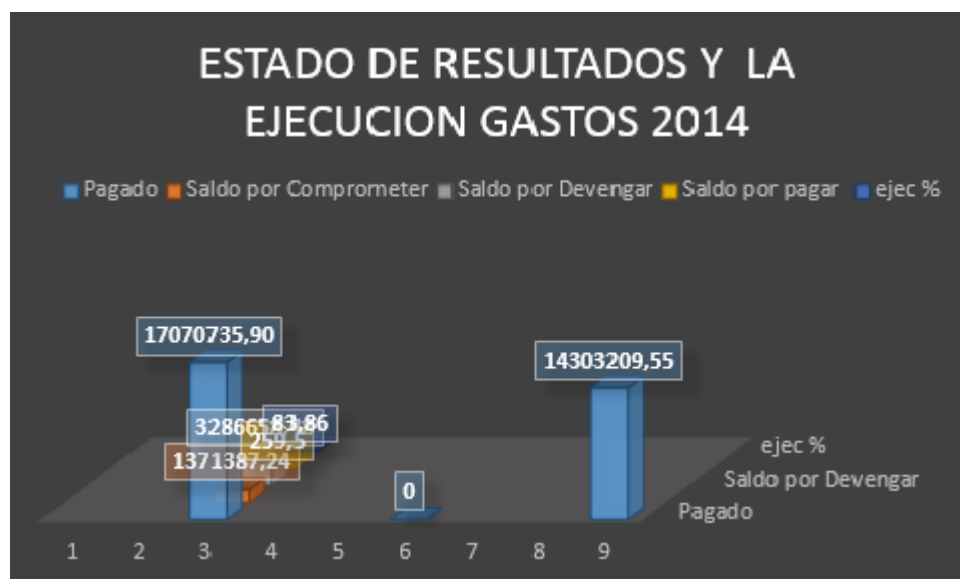 ESTADO DE RESULTADOS Y LA
EJECUCION GASTOS 2014
Pagado Saldo por Comprometer Saldo por Devengar Saldo por pagar ejec %
17070735,90
14303209,55
83,86
259,5
1371387,24
0
ejec %
Saldo por Devengar
Pagado
1 2 3 4 5 6 7 8 9